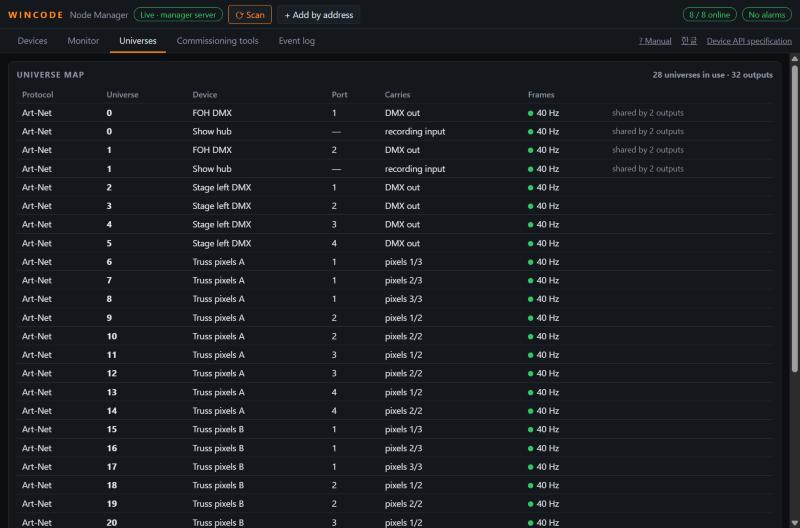 WINCODE Node Manager Live · manager server Scan + Add by address 8 / 8 online No alarms
Devices Monitor Universes Commissioning tools Event log ? Manual 한글 Device API specification
UNIVERSE MAP 28 universes in use · 32 outputs
Protocol Universe Device Port Carries Frames
Art-Net 0 FOH DMX 1 DMX out 40 Hz shared by 2 outputs
Art-Net 0 Show hub — recording input 40 Hz shared by 2 outputs
Art-Net 1 FOH DMX 2 DMX out 40 Hz shared by 2 outputs
Art-Net 1 Show hub — recording input 40 Hz shared by 2 outputs
Art-Net 2 Stage left DMX 1 DMX out 40 Hz
Art-Net 3 Stage left DMX 2 DMX out 40 Hz
Art-Net 4 Stage left DMX 3 DMX out 40 Hz
Art-Net 5 Stage left DMX 4 DMX out 40 Hz
Art-Net 6 Truss pixels A 1 pixels 1/3 40 Hz
Art-Net 7 Truss pixels A 1 pixels 2/3 40 Hz
Art-Net 8 Truss pixels A 1 pixels 3/3 40 Hz
Art-Net 9 Truss pixels A 2 pixels 1/2 40 Hz
Art-Net 10 Truss pixels A 2 pixels 2/2 40 Hz
Art-Net 11 Truss pixels A 3 pixels 1/2 40 Hz
Art-Net 12 Truss pixels A 3 pixels 2/2 40 Hz
Art-Net 13 Truss pixels A 4 pixels 1/2 40 Hz
Art-Net 14 Truss pixels A 4 pixels 2/2 40 Hz
Art-Net 15 Truss pixels B 1 pixels 1/3 40 Hz
Art-Net 16 Truss pixels B 1 pixels 2/3 40 Hz
Art-Net 17 Truss pixels B 1 pixels 3/3 40 Hz
Art-Net 18 Truss pixels B 2 pixels 1/2 40 Hz
Art-Net 19 Truss pixels B 2 pixels 2/2 40 Hz
Art-Net 20 Truss pixels B 3 pixels 1/2 40 Hz